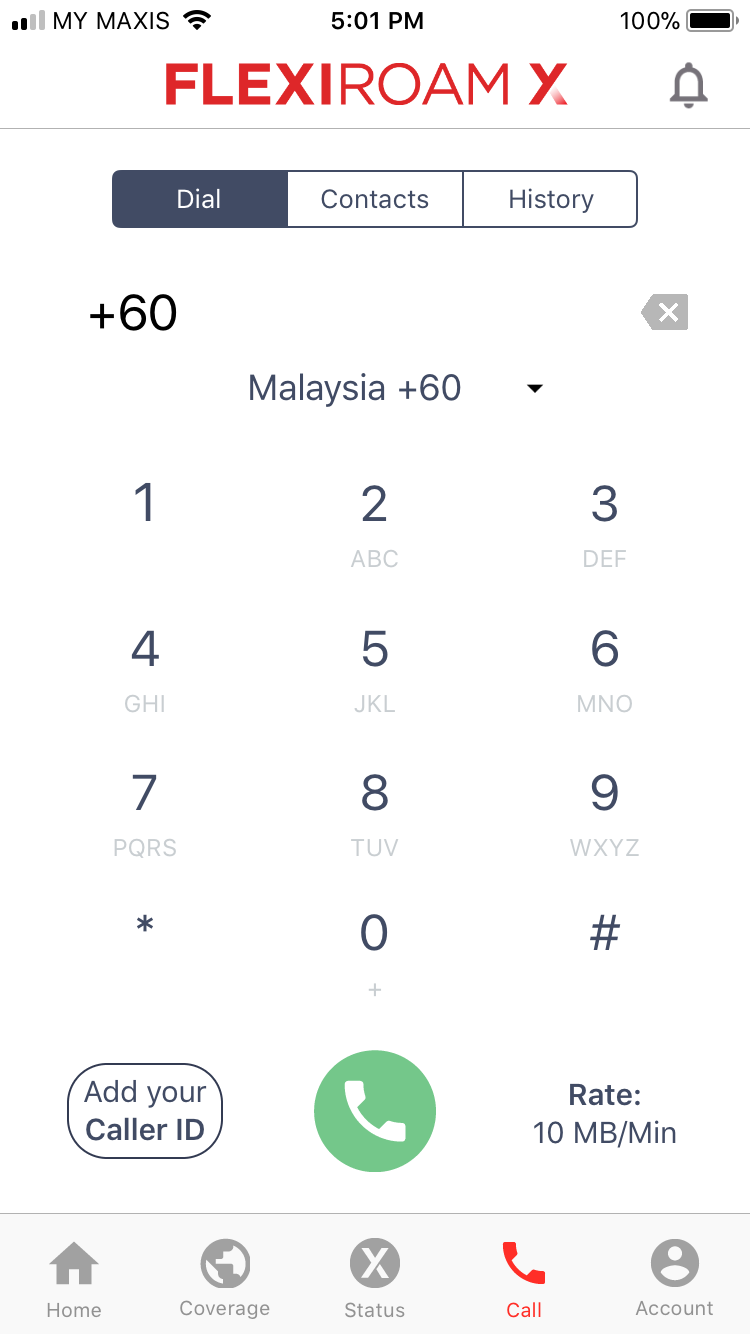 MY MAXIS 5:01 PM 100%
FLEXIROAM X
Dial Contacts History
+60
Malaysia +60
1 2 3
ABC DEF
4 5 6
GHI JKL MNO
7 8 9
PQRS TUV WXYZ
* 0 #
+
Add your
Caller ID
Rate:
10 MB/Min
X
Home Coverage Status Call Account